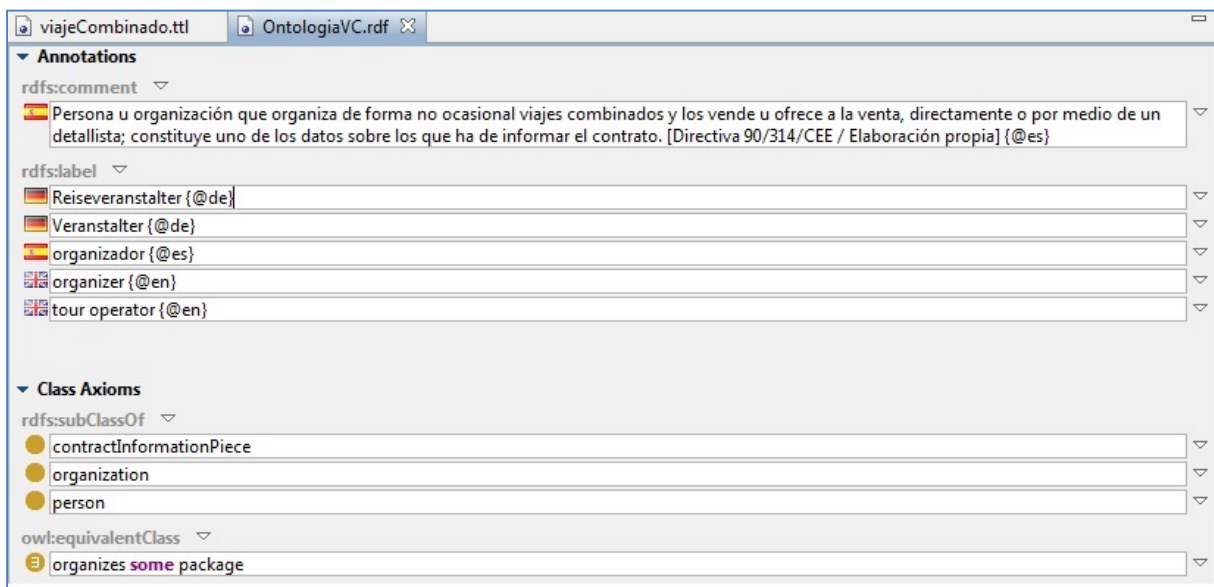 viajeCombinado.ttl OntologiaVC.rdf
Annotations
rdfs:comment
Persona u organización que organiza de forma no ocasional viajes combinados y los vende u ofrece a la venta, directamente o por medio de un
detallista; constituye uno de los datos sobre los que ha de informar el contrato. [Directiva 90/314/CEE / Elaboración propia] {@es}
rdfs:label
Reiseveranstalter {@de}
Veranstalter {@de}
organizador {@es}
organizer {@en}
tour operator {@en}
Class Axioms
rdfs:subClassOf
contractInformationPiece
organization
person
owl:equivalentClass
organizes some package